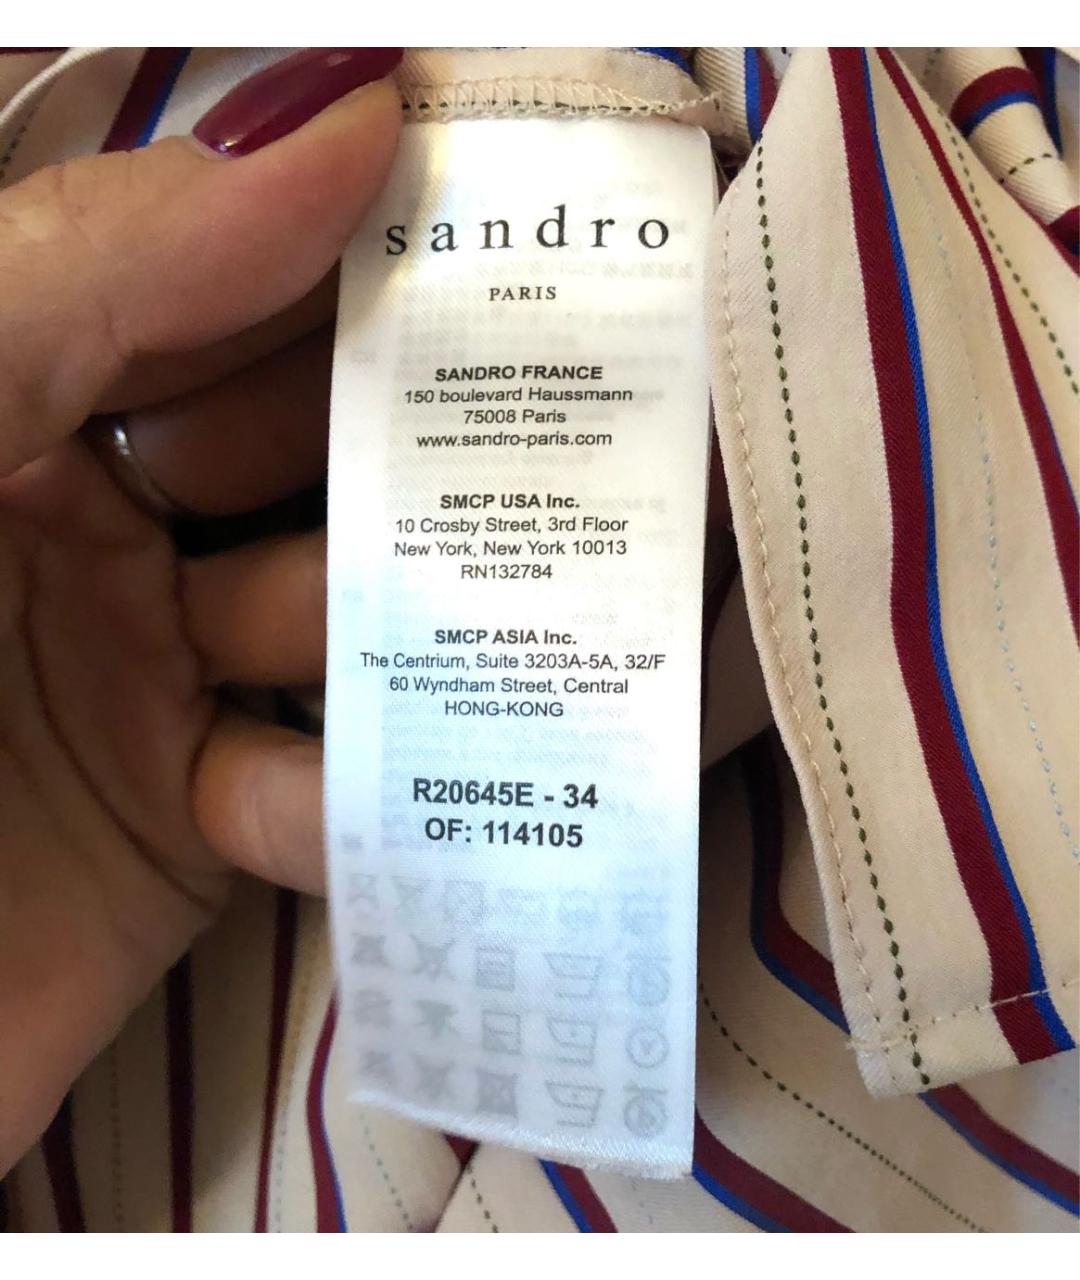 sandro
PARIS
SANDRO FRANCE
150 boulevard Haussmann
75008 Paris
www.sandro-paris.com
SMCP USA Inc.
10 Crosby Street, 3rd Floor
New York, New York 10013
RN132784
SMCP ASIA Inc.
The Centrium, Suite 3203A-5A, 32/F
60 Wyndham Street, Central
HONG-KONG
R20645E - 34
OF: 114105